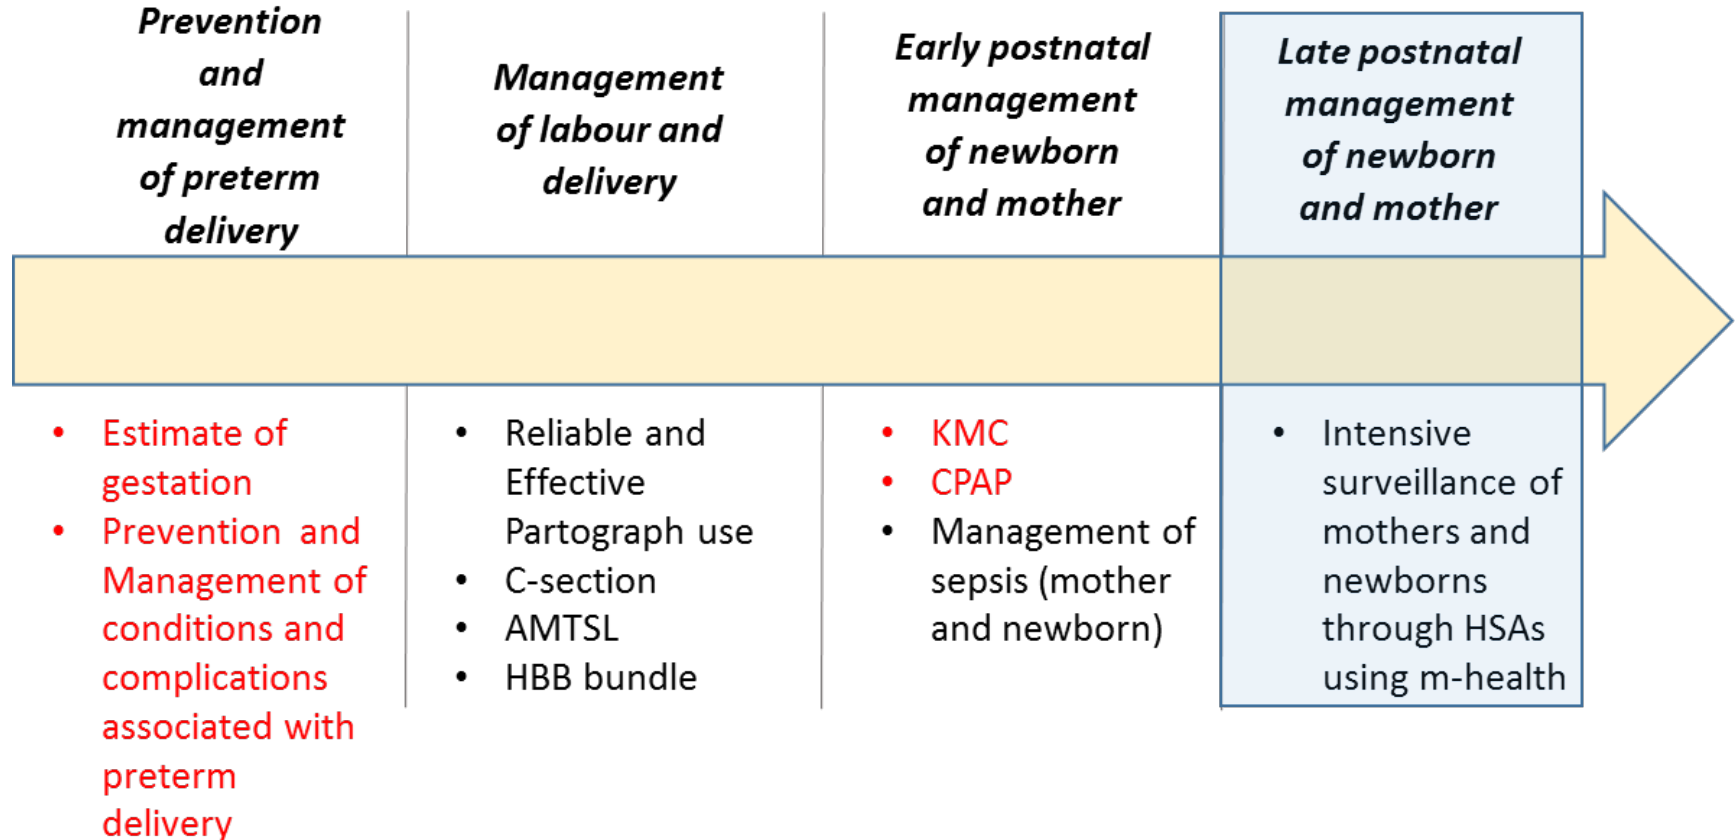 Prevention
and
management
of preterm
delivery
Management
of labour and
delivery
Early postnatal
management
of newborn
and mother
Late postnatal
management
of newborn
and mother
• Estimate of
gestation
• Prevention and
Management of
conditions and
complications
associated with
preterm
delivery
• Reliable and
Effective
Partograph use
• C-section
• AMTSL
• HBB bundle
• KMC
• CPAP
• Management of
sepsis (mother
and newborn)
• Intensive
surveillance of
mothers and
newborns
through HSAs
using m-health